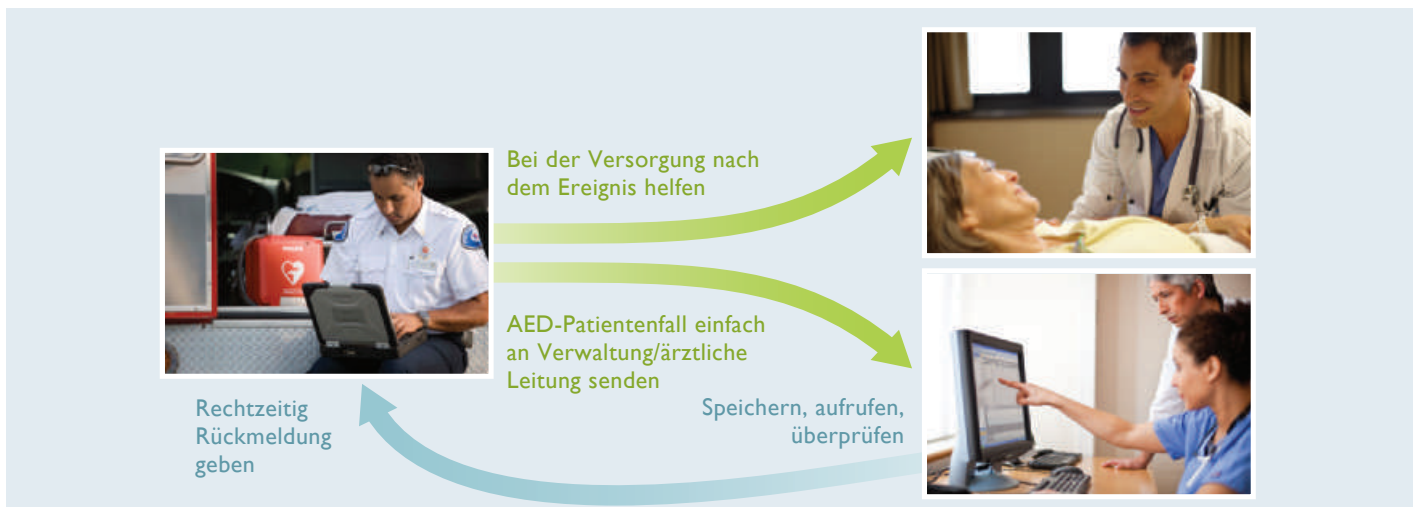 Bei der Versorgung nach
dem Ereignis helfen
PHILIPS
AED-Patientenfall einfach
an Verwaltung/ärztliche
Leitung senden
Rechtzeitig
Rückmeldung
geben
Speichern, aufrufen,
überprüfen